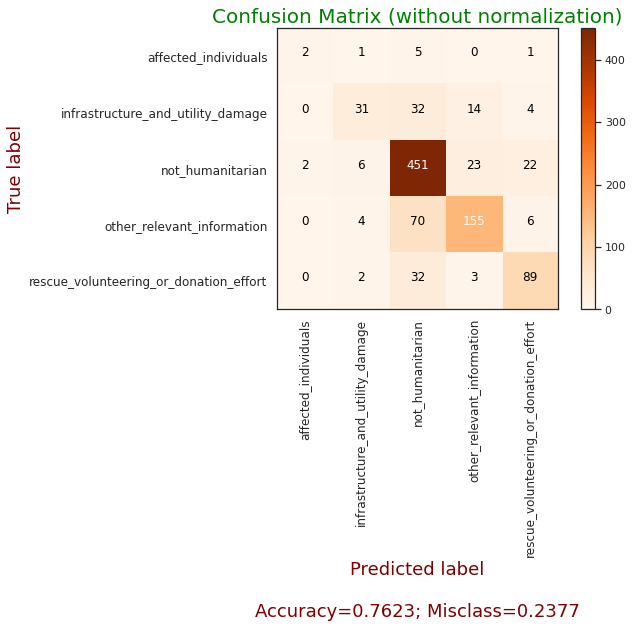 Confusion Matrix (without normalization)
True label
affected_individuals 2 1 5 0 1
infrastructure_and_utility_damage 0 31 32 14 4
not_humanitarian 2 6 451 23 22
other_relevant_information 0 4 70 155 6
rescue_volunteering_or_donation_effort 0 2 32 3 89
400
300
200
100
0
affected_individuals
infrastructure_and_utility_damage
not_humanitarian
other_relevant_information
rescue_volunteering_or_donation_effort
Predicted label
Accuracy=0.7623; Misclass=0.2377